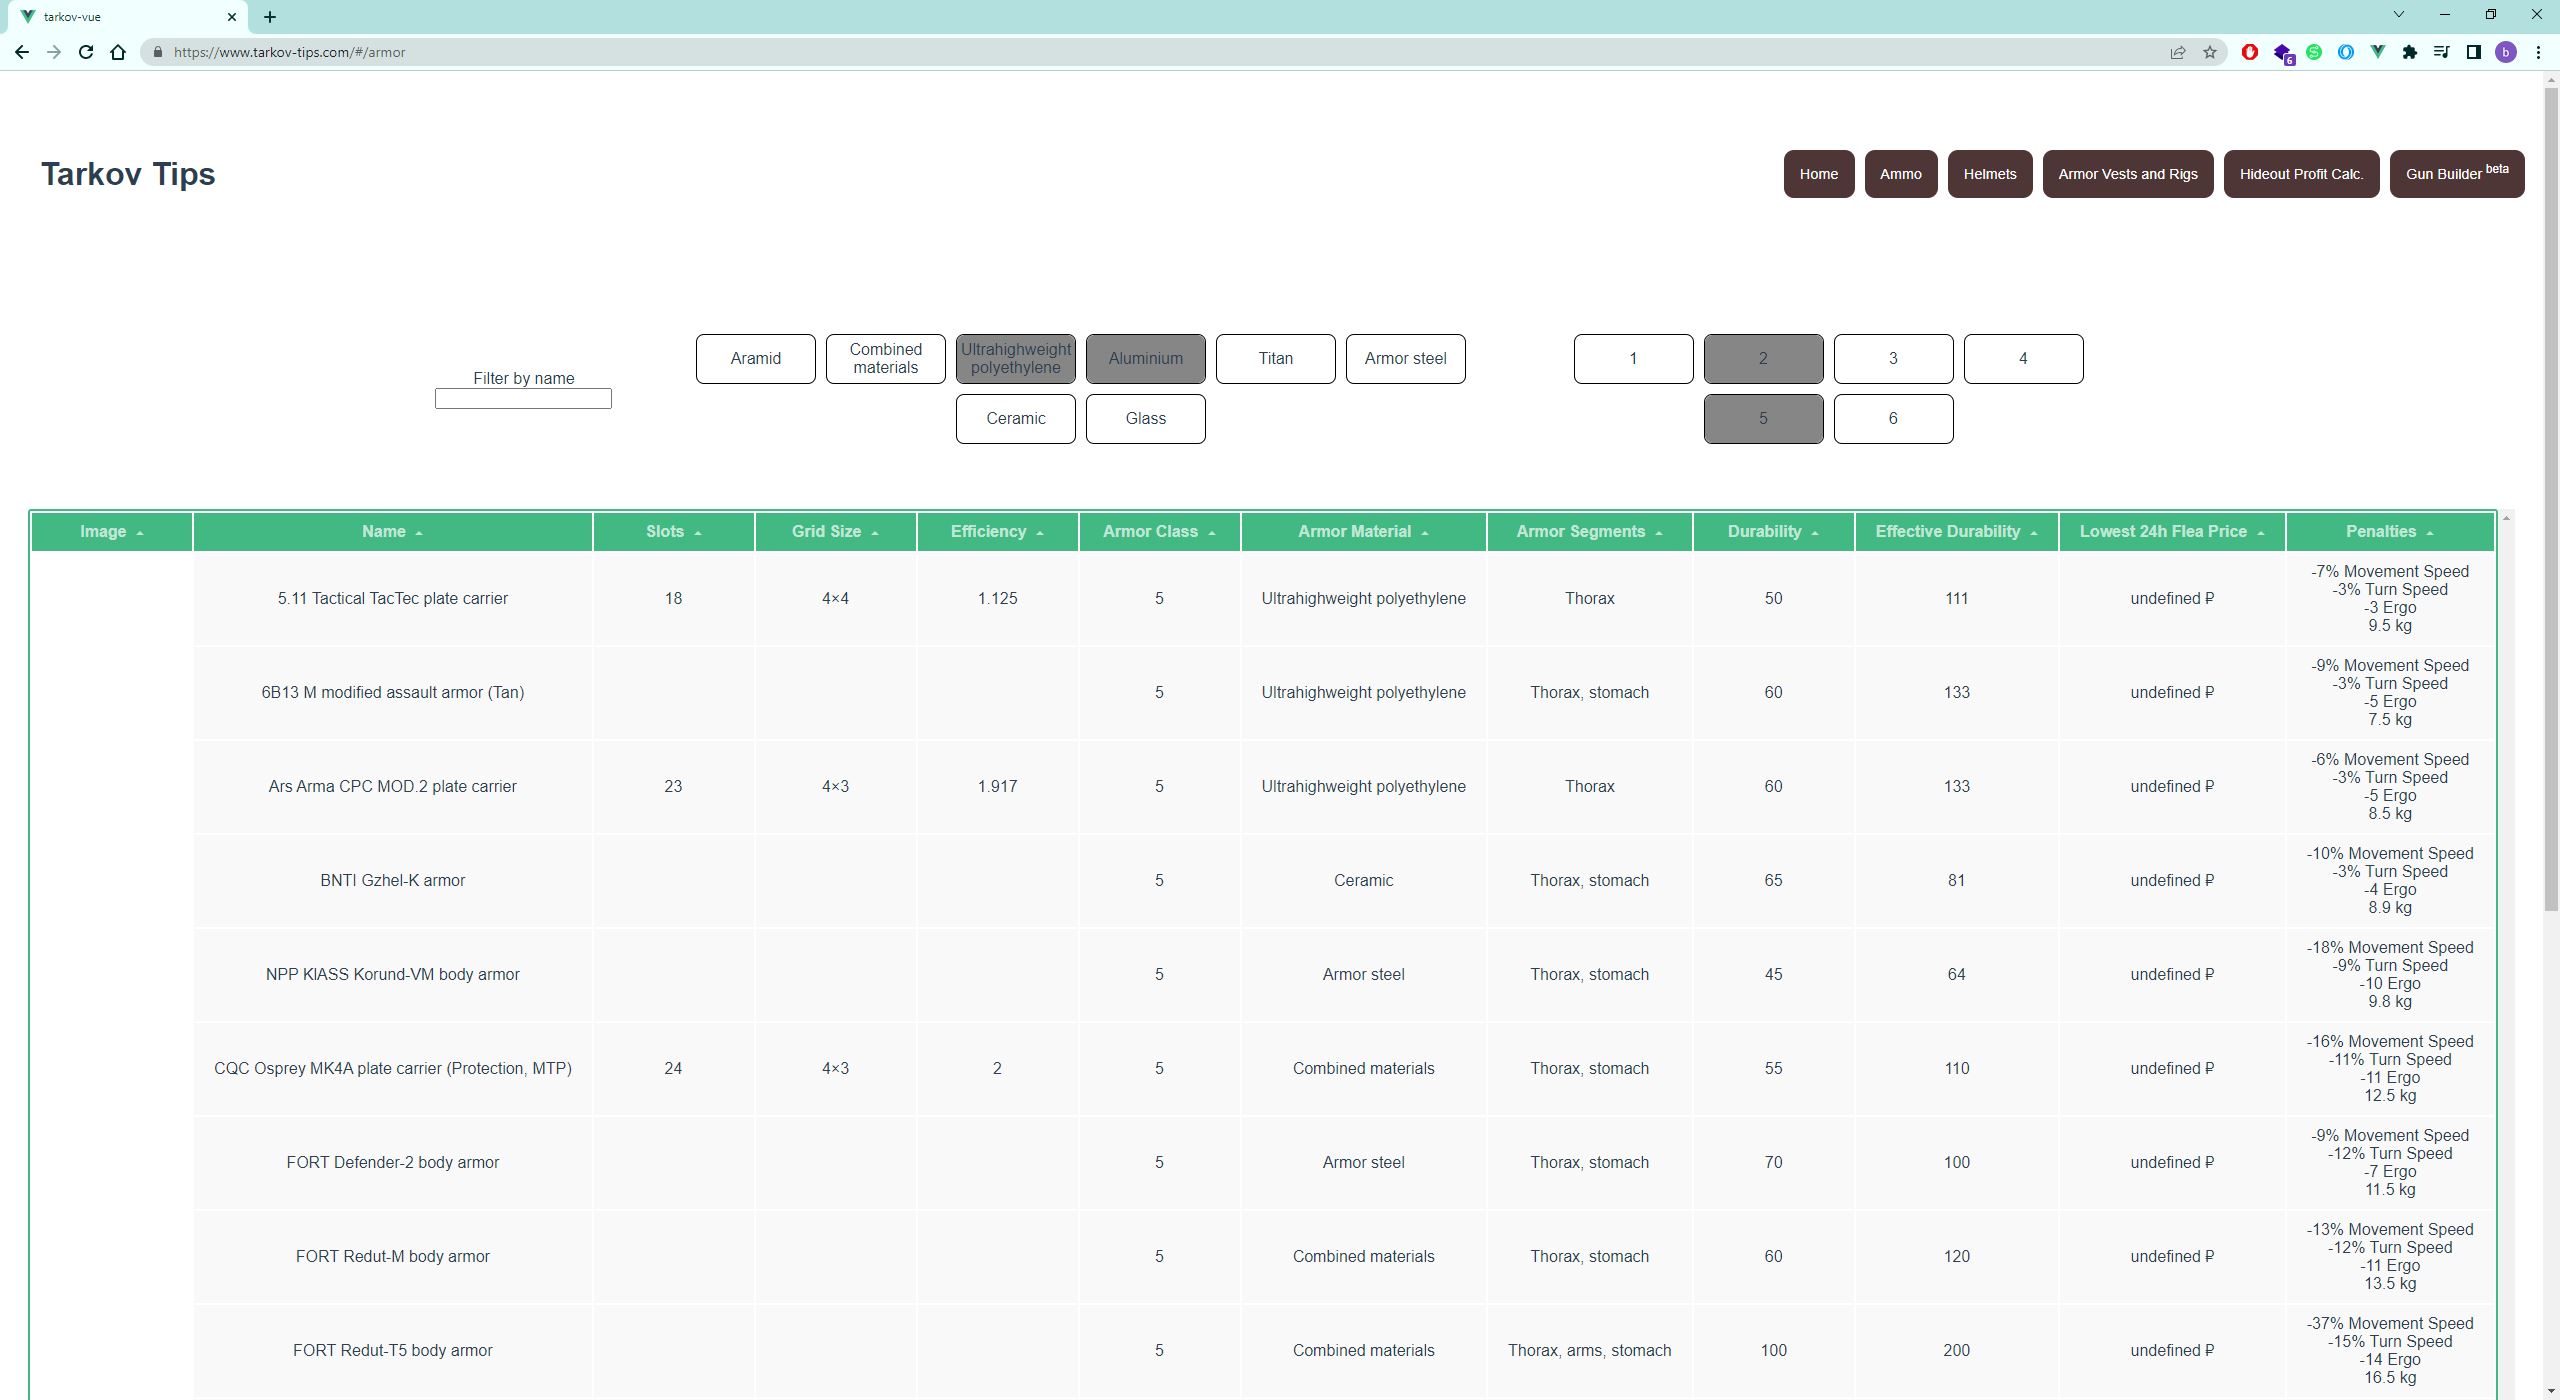 tarkov-vue
https://www.tarkov-tips.com/#/armor
6
b
Tarkov Tips
Home
Ammo
Helmets
Armor Vests and Rigs
Hideout Profit Calc.
Gun Builder beta
Filter by name
Aramid
Combined
materials
Ultrahighweight
polyethylene
Aluminium
Titan
Armor steel
Ceramic
Glass
1
2
3
4
5
6
Image Name Slots Grid Size Efficiency Armor Class Armor Material Armor Segments Durability Effective Durability Lowest 24h Flea Price Penalties
5.11 Tactical TacTec plate carrier 18 4×4 1.125 5 Ultrahighweight polyethylene Thorax 50 111 undefined ₽
-7% Movement Speed
-3% Turn Speed
-3 Ergo
9.5 kg
6B13 M modified assault armor (Tan) 5 Ultrahighweight polyethylene Thorax, stomach 60 133 undefined ₽
-9% Movement Speed
-3% Turn Speed
-5 Ergo
7.5 kg
Ars Arma CPC MOD.2 plate carrier 23 4×3 1.917 5 Ultrahighweight polyethylene Thorax 60 133 undefined ₽
-6% Movement Speed
-3% Turn Speed
-5 Ergo
8.5 kg
BNTI Gzhel-K armor 5 Ceramic Thorax, stomach 65 81 undefined ₽
-10% Movement Speed
-3% Turn Speed
-4 Ergo
8.9 kg
NPP KlASS Korund-VM body armor 5 Armor steel Thorax, stomach 45 64 undefined ₽
-18% Movement Speed
-9% Turn Speed
-10 Ergo
9.8 kg
CQC Osprey MK4A plate carrier (Protection, MTP) 24 4×3 2 5 Combined materials Thorax, stomach 55 110 undefined ₽
-16% Movement Speed
-11% Turn Speed
-11 Ergo
12.5 kg
FORT Defender-2 body armor 5 Armor steel Thorax, stomach 70 100 undefined ₽
-9% Movement Speed
-12% Turn Speed
-7 Ergo
11.5 kg
FORT Redut-M body armor 5 Combined materials Thorax, stomach 60 120 undefined ₽
-13% Movement Speed
-12% Turn Speed
-11 Ergo
13.5 kg
FORT Redut-T5 body armor 5 Combined materials Thorax, arms, stomach 100 200 undefined ₽
-37% Movement Speed
-15% Turn Speed
-14 Ergo
16.5 kg